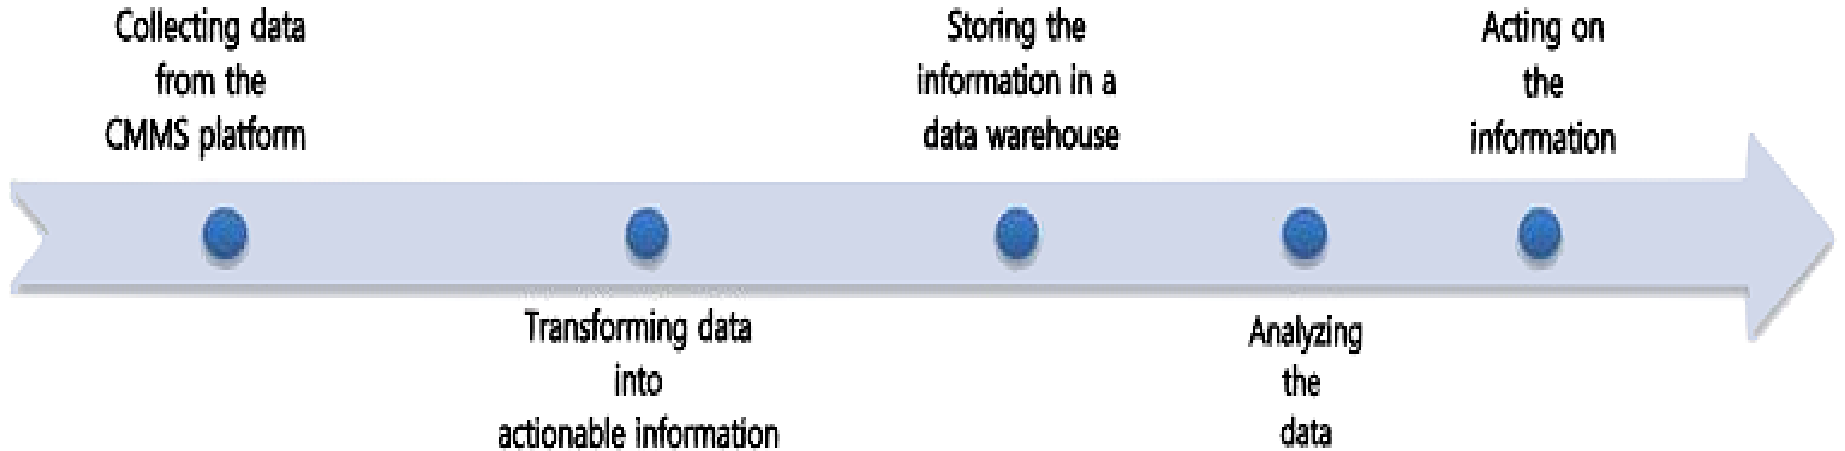 Collecting data
from the
CMMS platform
Transforming data
into
actionable information
Storing the
information in a
data warehouse
Analyzing
the
data
Acting on
the
information